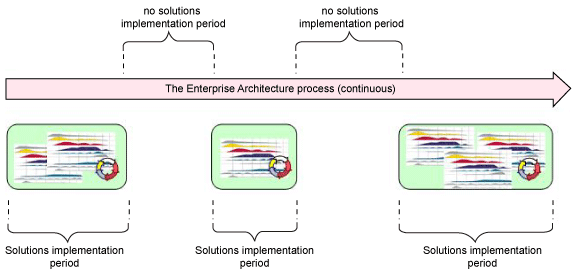 no solutions
implementation period
no solutions
implementation period
The Enterprise Architecture process (continuous)
Solutions implementation
period
Solutions implementation
period
Solutions implementation
period